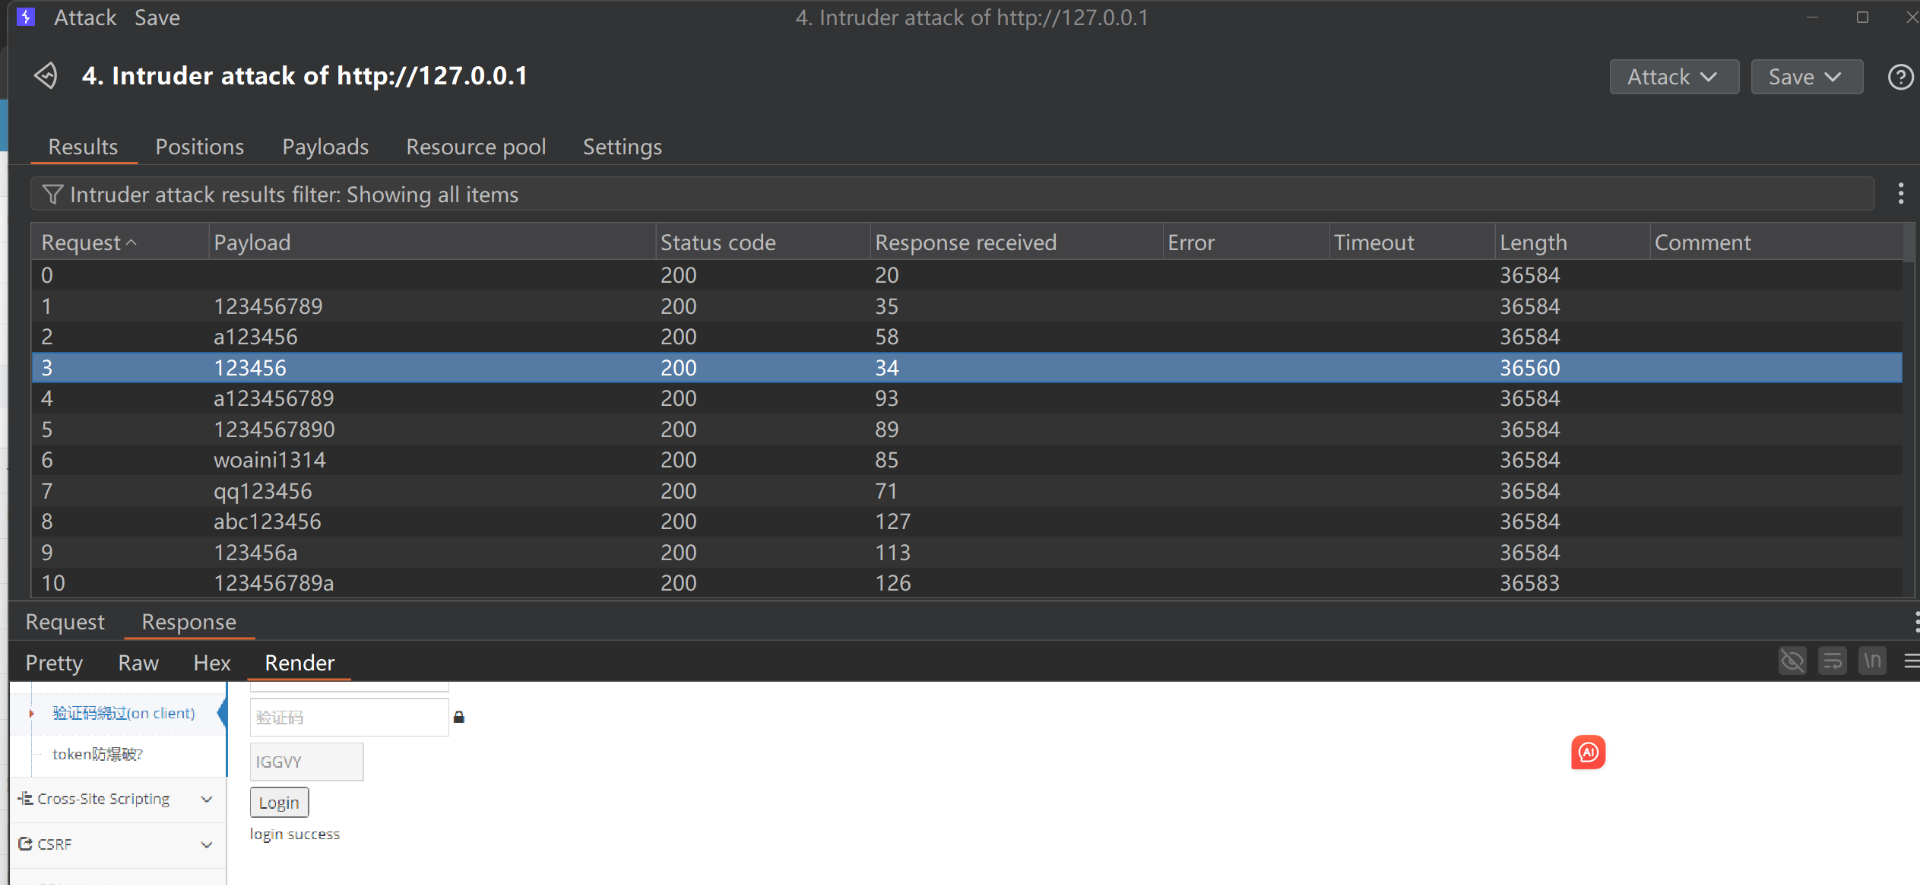 Attack Save 4. Intruder attack of http://127.0.0.1
4. Intruder attack of http://127.0.0.1 Attack Save
Results Positions Payloads Resource pool Settings
Intruder attack results filter: Showing all items
Request Payload Status code Response received Error Timeout Length Comment
0 200 20 36584
1 123456789 200 35 36584
2 a123456 200 58 36584
3 123456 200 34 36560
4 a123456789 200 93 36584
5 1234567890 200 89 36584
6 woaini1314 200 85 36584
7 qq123456 200 71 36584
8 abc123456 200 127 36584
9 123456a 200 113 36584
10 123456789a 200 126 36583
Request Response
Pretty Raw Hex Render \n
验证码绕过(on client) 验证码
token防爆破? IGGVY
Cross-Site Scripting Login
login success
CSRF
AI